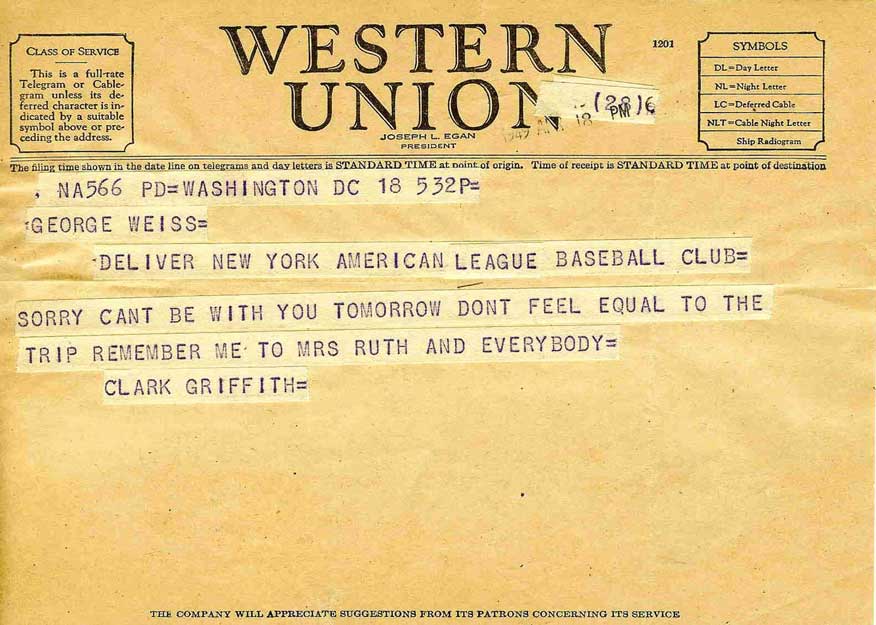 CLASS OF SERVICE
This is a full-rate
Telegram or Cable-
gram unless its de-
ferred character is in-
dicated by a suitable
symbol above or pre-
ceding the address.
WESTERN
UNION
1201
JOSEPH L. EGAN
PRESIDENT
(28)6
1949 18 PM
SYMBOLS
DL=Day Letter
NL=Night Letter
LC=Deferred Cable
NLT=Cable Night Letter
Ship Radiogram
The filing time shown in the date line on telegrams and day letters is STANDARD TIME at point of origin. Time of receipt is STANDARD TIME at point of destination
. NA566 PD=WASHINGTON DC 18 532P=
:GEORGE WEISS=
DELIVER NEW YORK AMERICAN LEAGUE BASEBALL CLUB=
SORRY CANT BE WITH YOU TOMORROW DONT FEEL EQUAL TO THE
TRIP REMEMBER ME TO MRS RUTH AND EVERYBODY=
CLARK GRIFFITH=
THE COMPANY WILL APPRECIATE SUGGESTIONS FROM ITS PATRONS CONCERNING ITS SERVICE